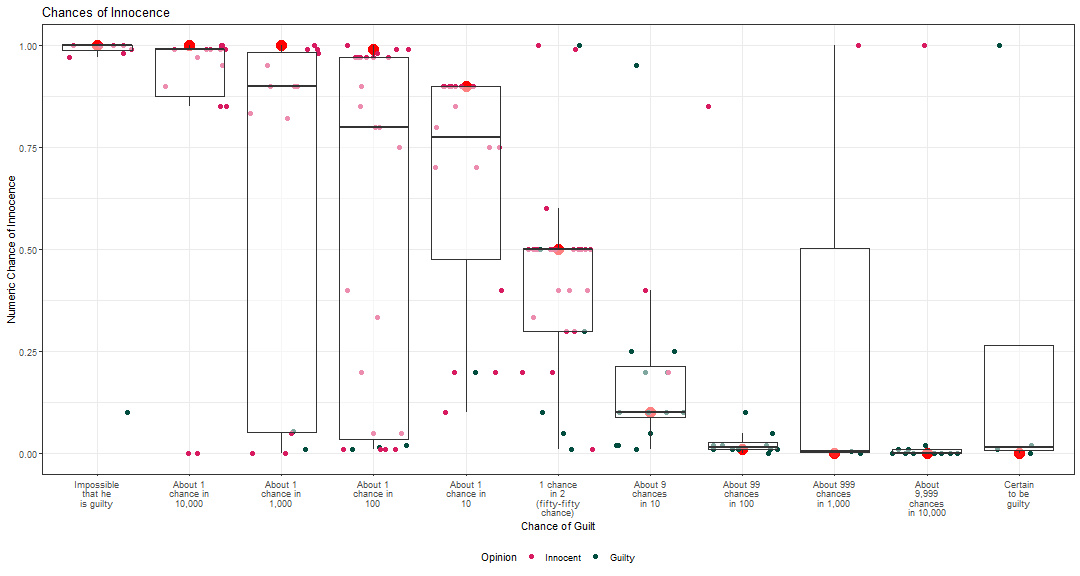 Chances of Innocence
Numeric Chance of Innocence
1.00
0.75
0.50
0.25
0.00
Impossible
that he
is guilty
About 1
chance in
10,000
About 1
chance in
1,000
About 1
chance in
100
About 1
chance in
10
1 chance
in 2
(fifty-fifty
chance)
About 9
chances
in 10
About 99
chances
in 100
About 999
chances
in 1,000
About
9,999
chances
in 10,000
Certain
to be
guilty
Chance of Guilt
Opinion Innocent Guilty